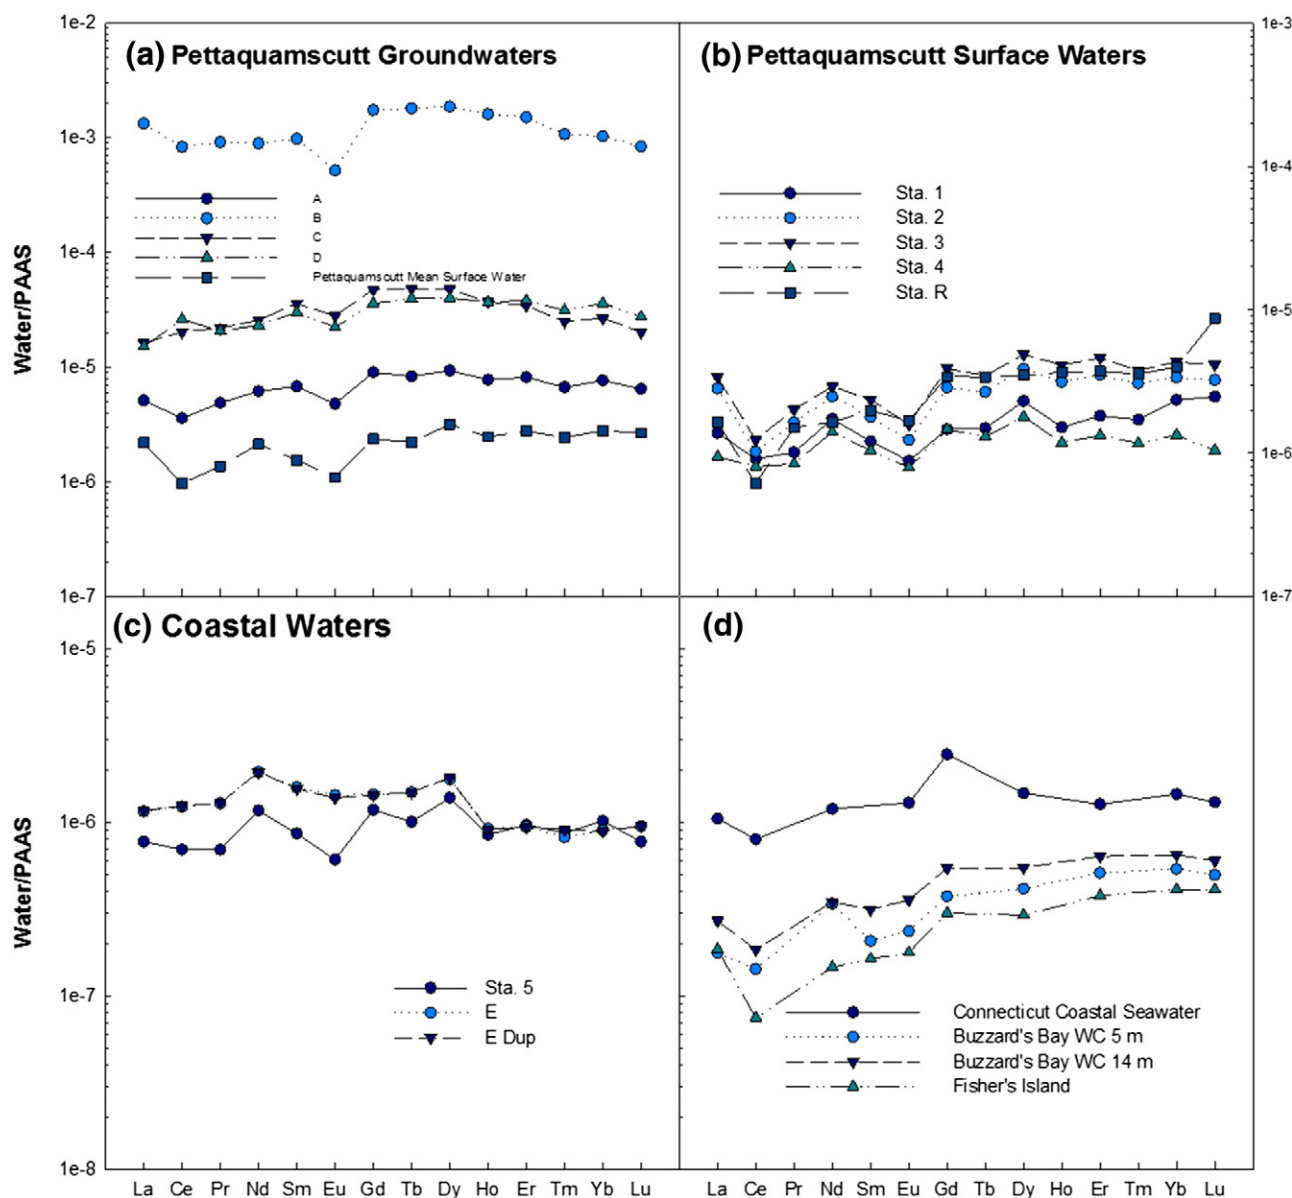 (a) Pettaquamscutt Groundwaters
(b) Pettaquamscutt Surface Waters
1e-2
1e-3
1e-4
1e-5
1e-6
1e-7
Water/PAAS
A
B
C
D
Pettaquamscutt Mean Surface Water
Sta. 1
Sta. 2
Sta. 3
Sta. 4
Sta. R
1e-3
1e-4
1e-5
1e-6
1e-7
(c) Coastal Waters
(d)
1e-5
1e-6
1e-7
1e-8
Water/PAAS
Sta. 5
E
E Dup
Connecticut Coastal Seawater
Buzzard's Bay WC 5 m
Buzzard's Bay WC 14 m
Fisher's Island
La Ce Pr Nd Sm Eu Gd Tb Dy Ho Er Tm Yb Lu
La Ce Pr Nd Sm Eu Gd Tb Dy Ho Er Tm Yb Lu